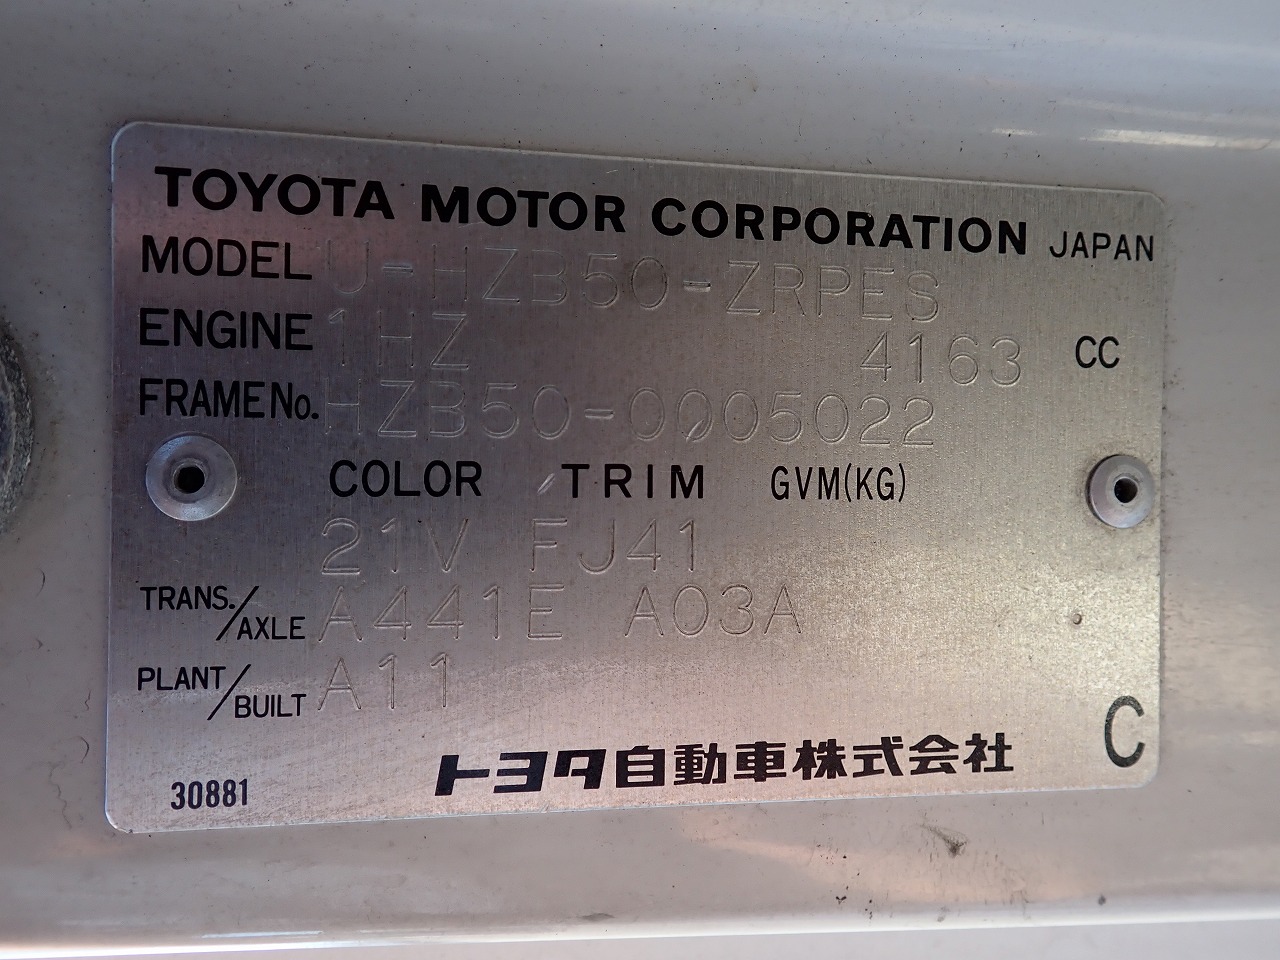 TOYOTA MOTOR CORPORATION JAPAN
MODEL U-HZB50-ZRPES
ENGINE 1HZ 4163 CC
FRAME No. HZB50-0005022
COLOR TRIM GVM(KG)
21V FJ41
TRANS./AXLE A441E A03A
PLANT/BUILT A11
C
トヨタ自動車株式会社
30881